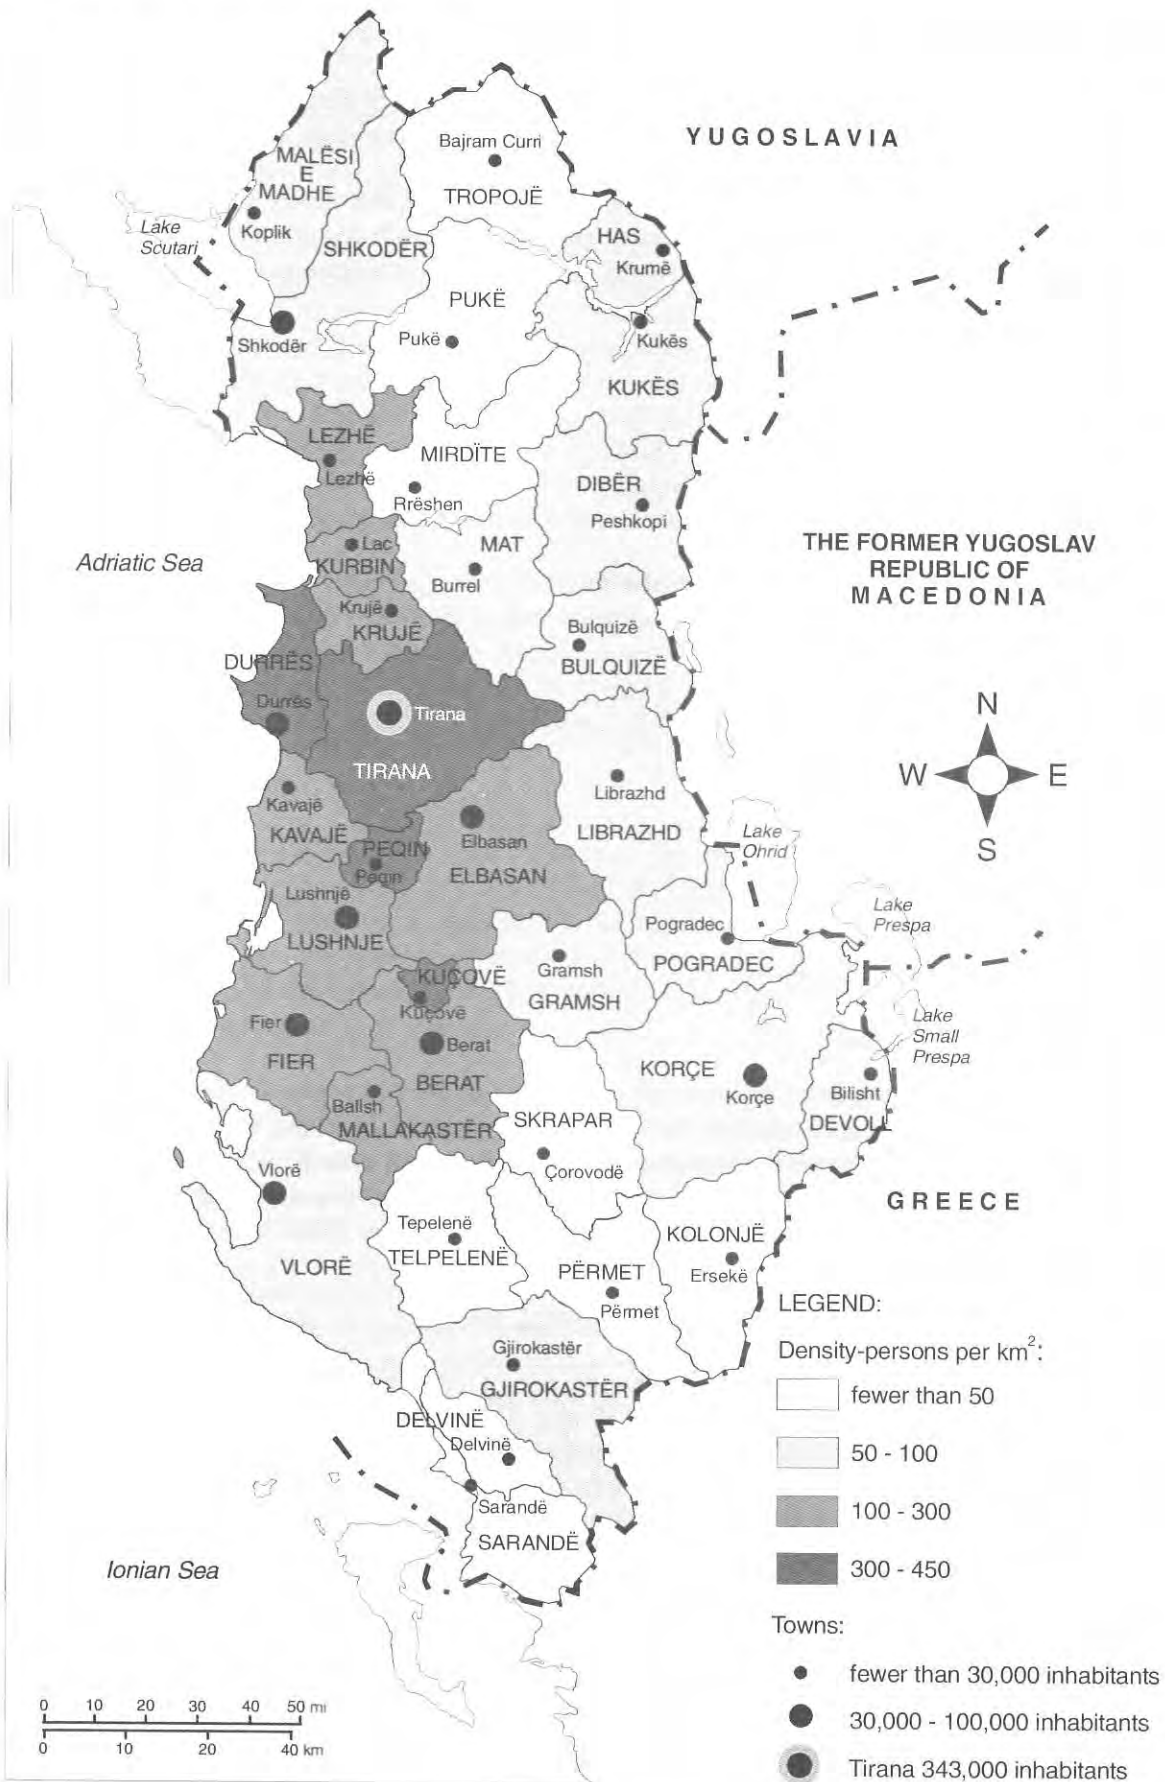 YUGOSLAVIA
Bajram Curri
TROPOJË
MALËSI
E
MADHE
Koplik
Lake
Scutari
SHKODËR
HAS
Krumë
PUKË
Pukë
Shkodër
Kukës
KUKËS
LEZHË
Lezhë
MIRDÏTE
Rrëshen
DIBËR
Peshkopi
Adriatic Sea
Lac
KURBIN
MAT
Burrel
THE FORMER YUGOSLAV
REPUBLIC OF
MACEDONIA
Krujë
KRUJË
Bulquizë
BULQUIZË
DURRËS
Durrës
Tirana
TIRANA
N
W
E
S
Kavajë
KAVAJË
PEQIN
Peqin
Elbasan
ELBASAN
Librazhd
LIBRAZHD
Lake
Ohrid
Lushnjë
LUSHNJE
Pogradec
POGRADEC
Lake
Prespa
KUÇOVË
Kuçovë
Gramsh
GRAMSH
Fier
FIER
Berat
BERAT
KORÇE
Korçe
Lake
Small
Prespa
Bilisht
DEVOLL
Ballsh
MALLAKASTËR
SKRAPAR
Çorovodë
Vlorë
VLORË
Tepelenë
TELPELENË
GREECE
KOLONJË
Ersekë
PËRMET
Përmet
Gjirokastër
GJIROKASTËR
DELVINË
Delvinë
Sarandë
SARANDË
Ionian Sea
LEGEND:
Density-persons per km²:
fewer than 50
50 - 100
100 - 300
300 - 450
Towns:
fewer than 30,000 inhabitants
30,000 - 100,000 inhabitants
Tirana 343,000 inhabitants
0 10 20 30 40 50 mi
0 10 20 40 km